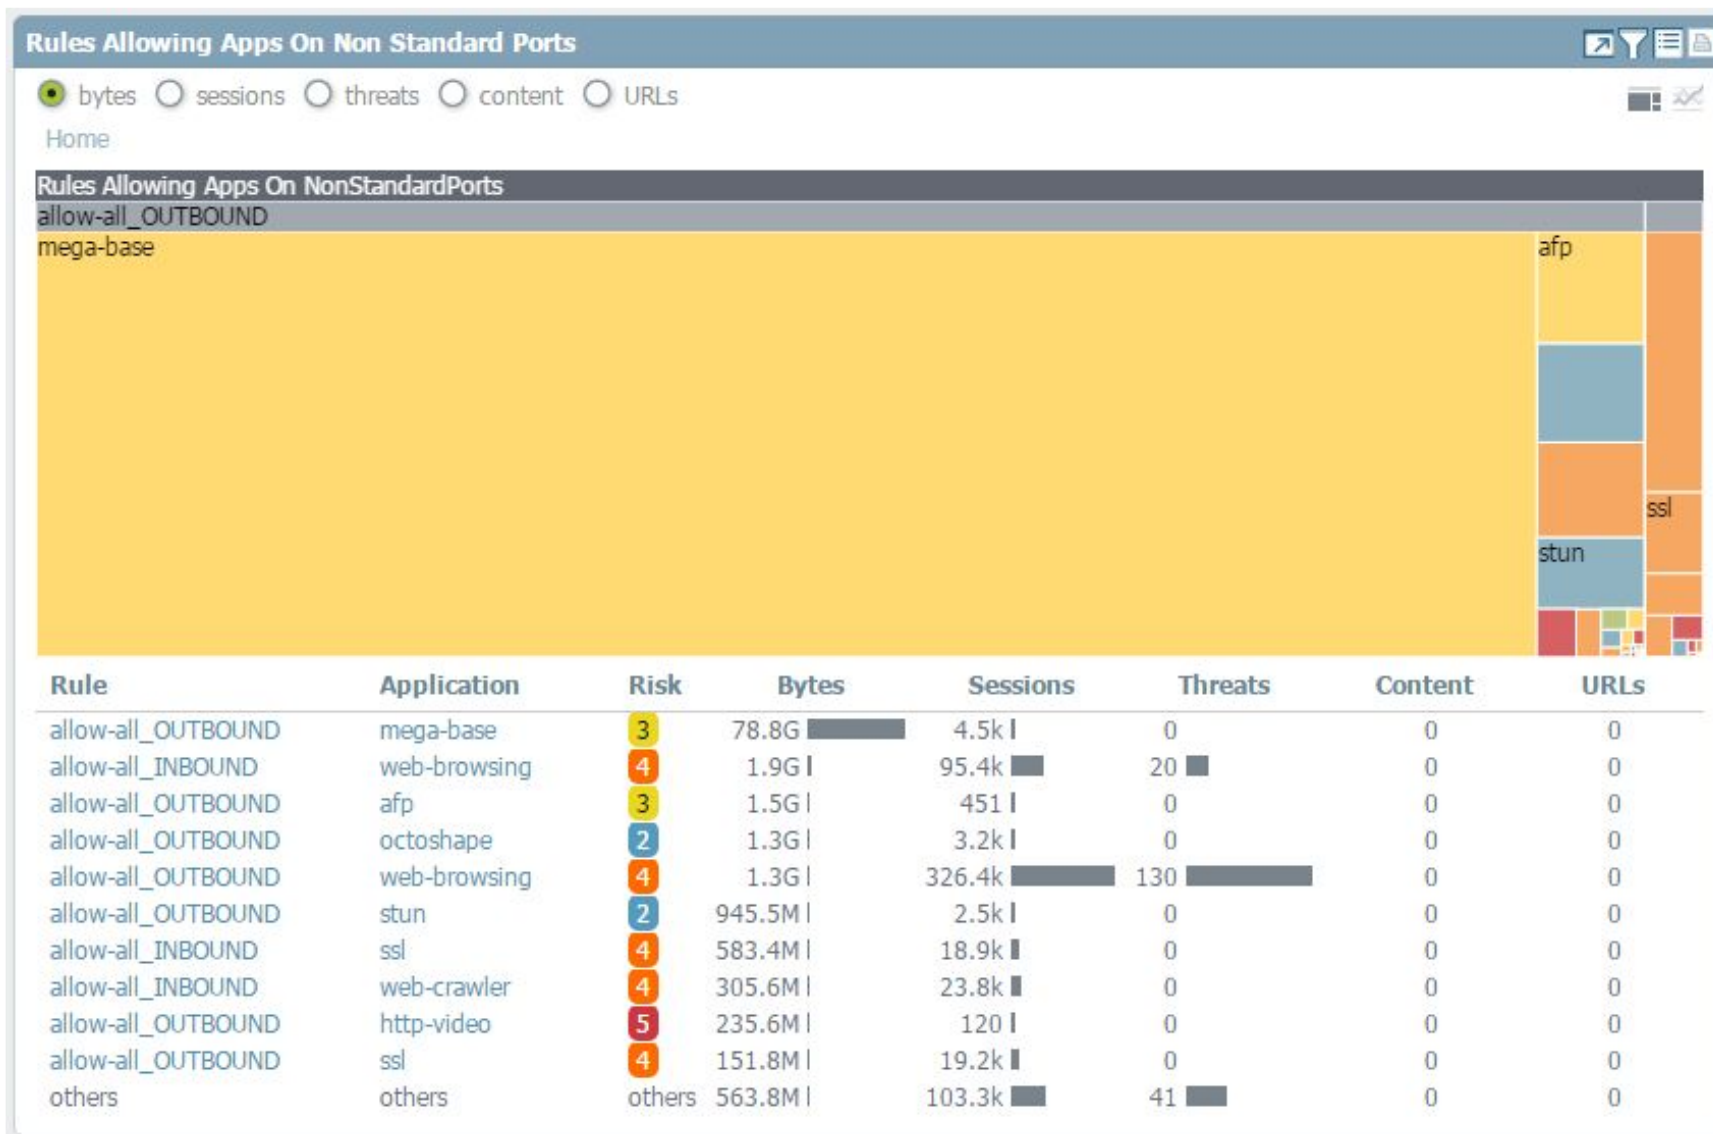 Rules Allowing Apps On Non Standard Ports
bytes sessions threats content URLs
Home
Rules Allowing Apps On NonStandardPorts
allow-all_OUTBOUND
mega-base afp
ssl
stun
Rule Application Risk Bytes Sessions Threats Content URLs
allow-all_OUTBOUND mega-base 3 78.8G 4.5k 0 0 0
allow-all_INBOUND web-browsing 4 1.9G 95.4k 20 0 0
allow-all_OUTBOUND afp 3 1.5G 451 0 0 0
allow-all_OUTBOUND octoshape 2 1.3G 3.2k 0 0 0
allow-all_OUTBOUND web-browsing 4 1.3G 326.4k 130 0 0
allow-all_OUTBOUND stun 2 945.5M 2.5k 0 0 0
allow-all_INBOUND ssl 4 583.4M 18.9k 0 0 0
allow-all_INBOUND web-crawler 4 305.6M 23.8k 0 0 0
allow-all_OUTBOUND http-video 5 235.6M 120 0 0 0
allow-all_OUTBOUND ssl 4 151.8M 19.2k 0 0 0
others others others 563.8M 103.3k 41 0 0